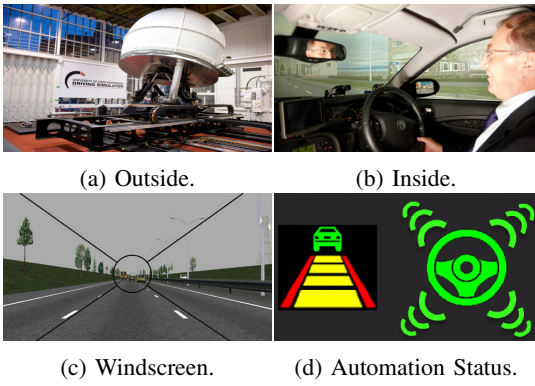 DRIVING SIMULATOR
(a) Outside.
(b) Inside.
(c) Windscreen.
(d) Automation Status.